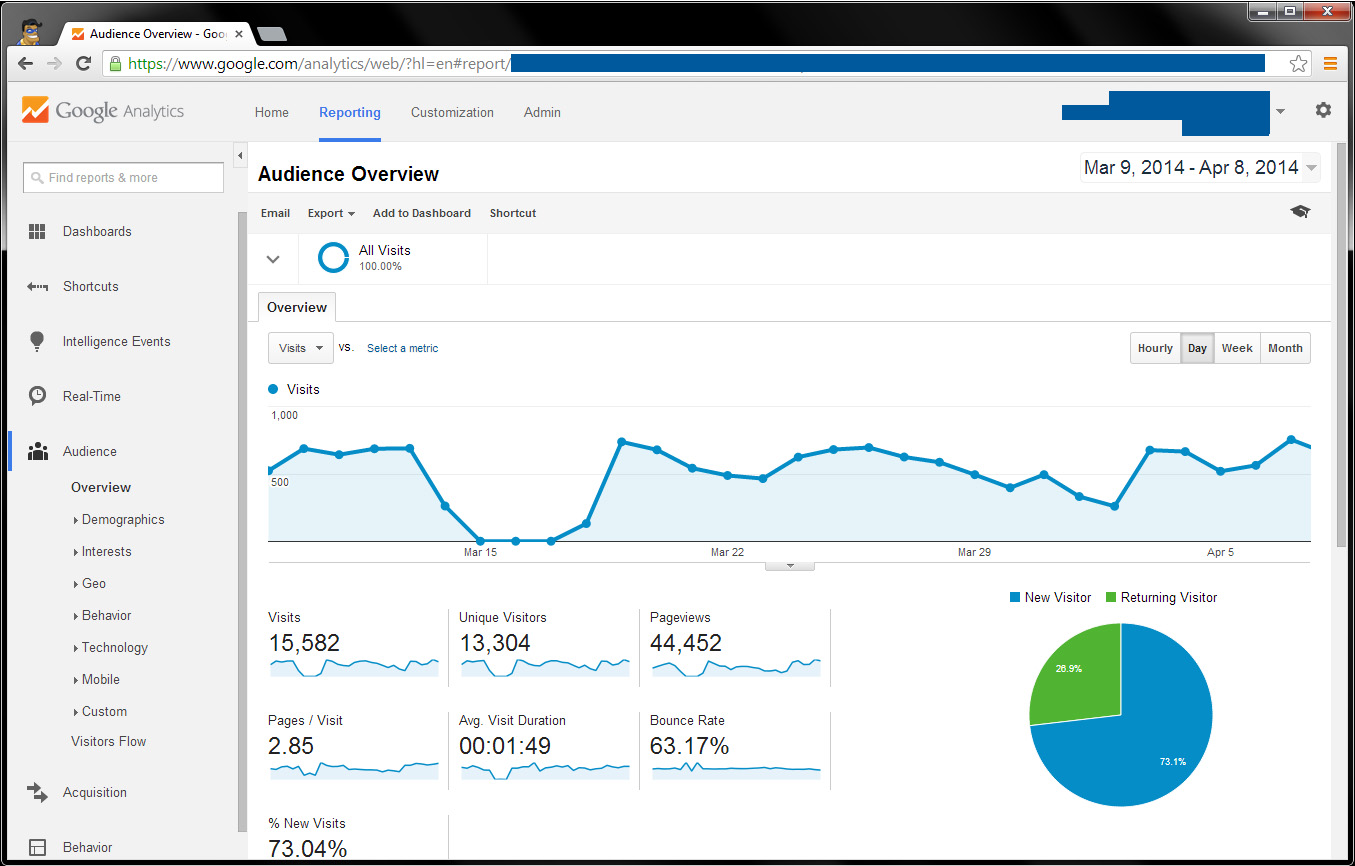 Audience Overview - Goo
https://www.google.com/analytics/web/?hl=en#report/
Google Analytics
Home
Reporting
Customization
Admin
Find reports & more
Audience Overview
Mar 9, 2014 - Apr 8, 2014
Email
Export
Add to Dashboard
Shortcut
All Visits
100.00%
Dashboards
Shortcuts
Intelligence Events
Real-Time
Audience
Overview
Demographics
Interests
Geo
Behavior
Technology
Mobile
Custom
Visitors Flow
Acquisition
Behavior
Overview
Visits
vs.
Select a metric
Hourly
Day
Week
Month
Visits
1,000
500
Mar 15
Mar 22
Mar 29
Apr 5
Visits
15,582
Unique Visitors
13,304
Pageviews
44,452
Pages / Visit
2.85
Avg. Visit Duration
00:01:49
Bounce Rate
63.17%
% New Visits
73.04%
New Visitor
Returning Visitor
26.9%
73.1%